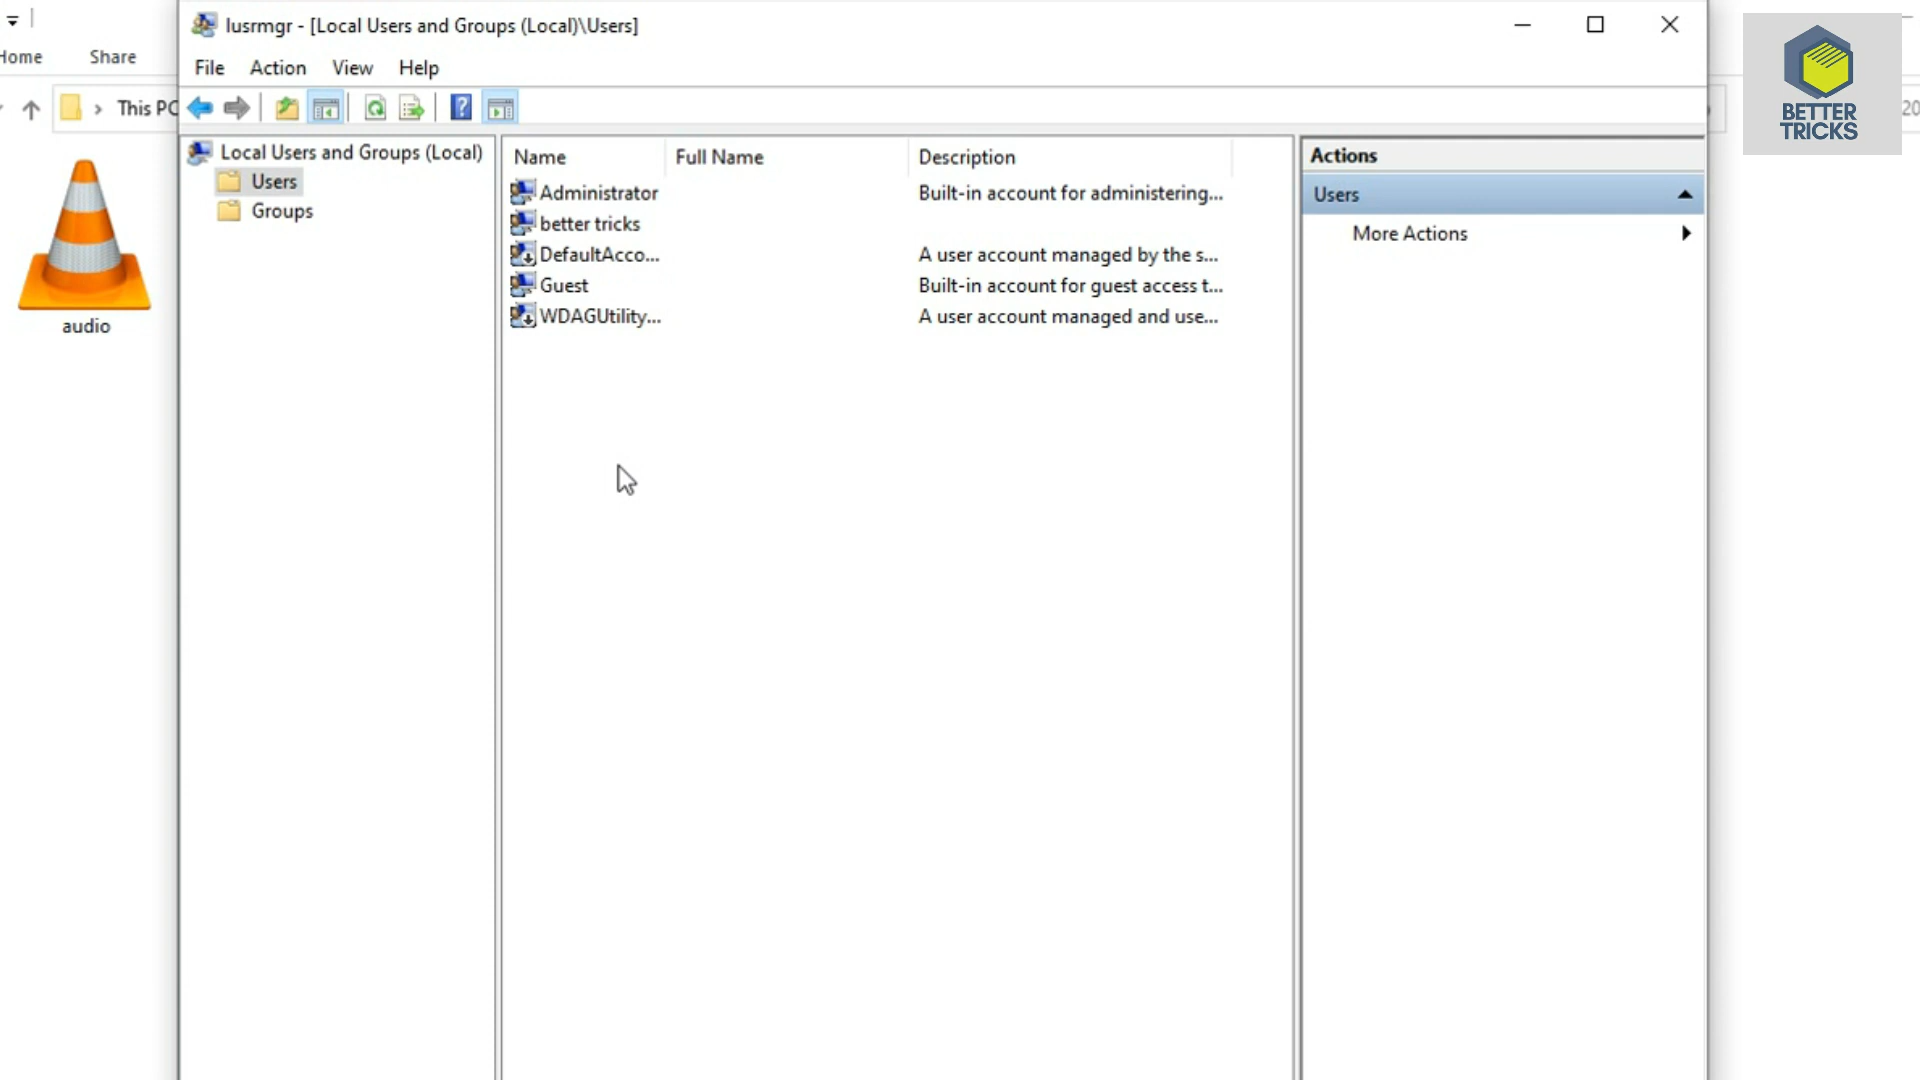 lusrmgr - [Local Users and Groups (Local)\Users]
Home
Share
File
Action
View
Help
This PC
Local Users and Groups (Local)
Users
Groups
Name
Full Name
Description
Administrator
Built-in account for administering...
better tricks
DefaultAcco...
A user account managed by the s...
Guest
Built-in account for guest access t...
WDAGUtility...
A user account managed and use...
Actions
Users
More Actions
audio
BETTER
TRICKS
20